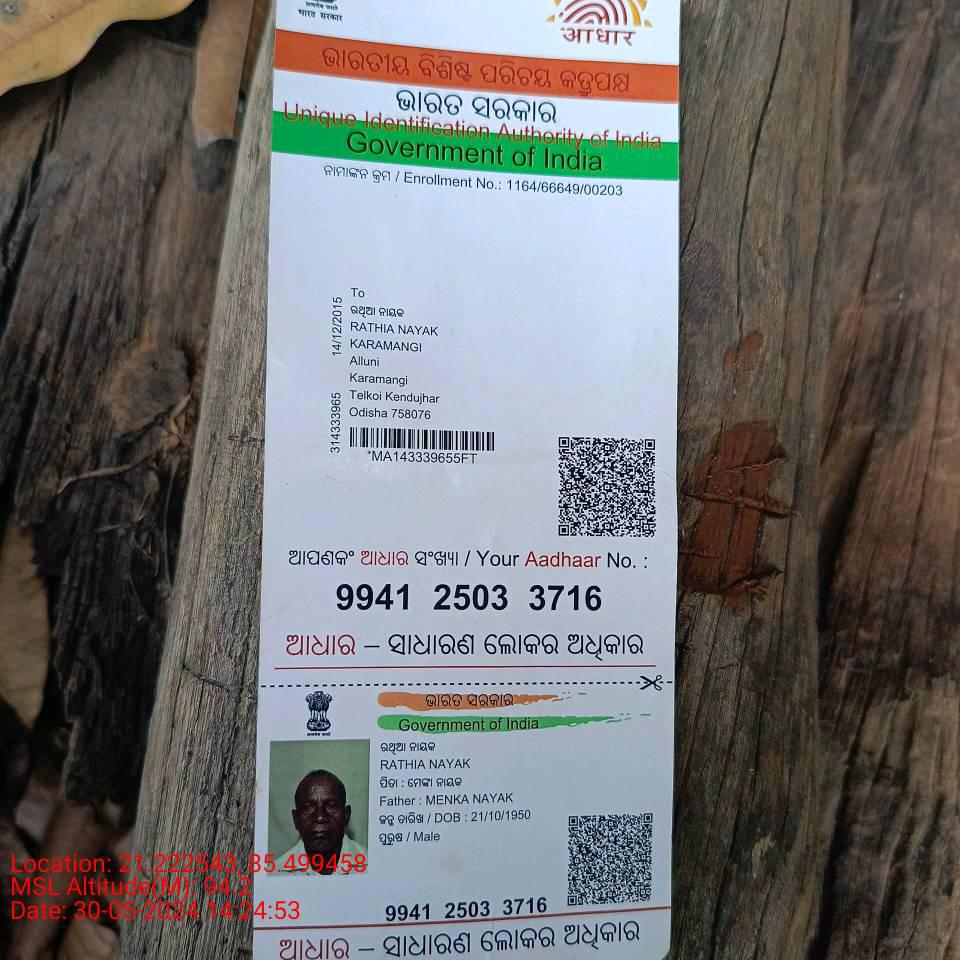 सत्यमेव जयते
भारत सरकार
आधार
ଭାରତୀୟ ବିଶିଷ୍ଟ ପରିଚୟ କର୍ତ୍ତୃପକ୍ଷ
ଭାରତ ସରକାର
Unique Identification Authority of India
Government of India
ନାମାଙ୍କନ କ୍ରମ / Enrollment No.: 1164/66649/00203
To
ରଥିଆ ନାୟକ
RATHIA NAYAK
KARAMANGI
Alluni
Karamangi
Telkoi Kendujhar
Odisha 758076
314333965 14/12/2015
*MA143339655FT
ଆପଣଙ୍କ ଆଧାର ସଂଖ୍ୟା / Your Aadhaar No. :
9941 2503 3716
ଆଧାର – ସାଧାରଣ ଲୋକର ଅଧିକାର
ଭାରତ ସରକାର
Government of India
ରଥିଆ ନାୟକ
RATHIA NAYAK
ପିତା : ମେଙ୍କା ନାୟକ
Father : MENKA NAYAK
ଜନ୍ମ ତାରିଖ / DOB : 21/10/1950
ପୁରୁଷ / Male
9941 2503 3716
ଆଧାର – ସାଧାରଣ ଲୋକର ଅଧିକାର
Location: 21.222543, 85.499458
MSL Altitude(M): 94.2
Date: 30-05-2024 14:24:53